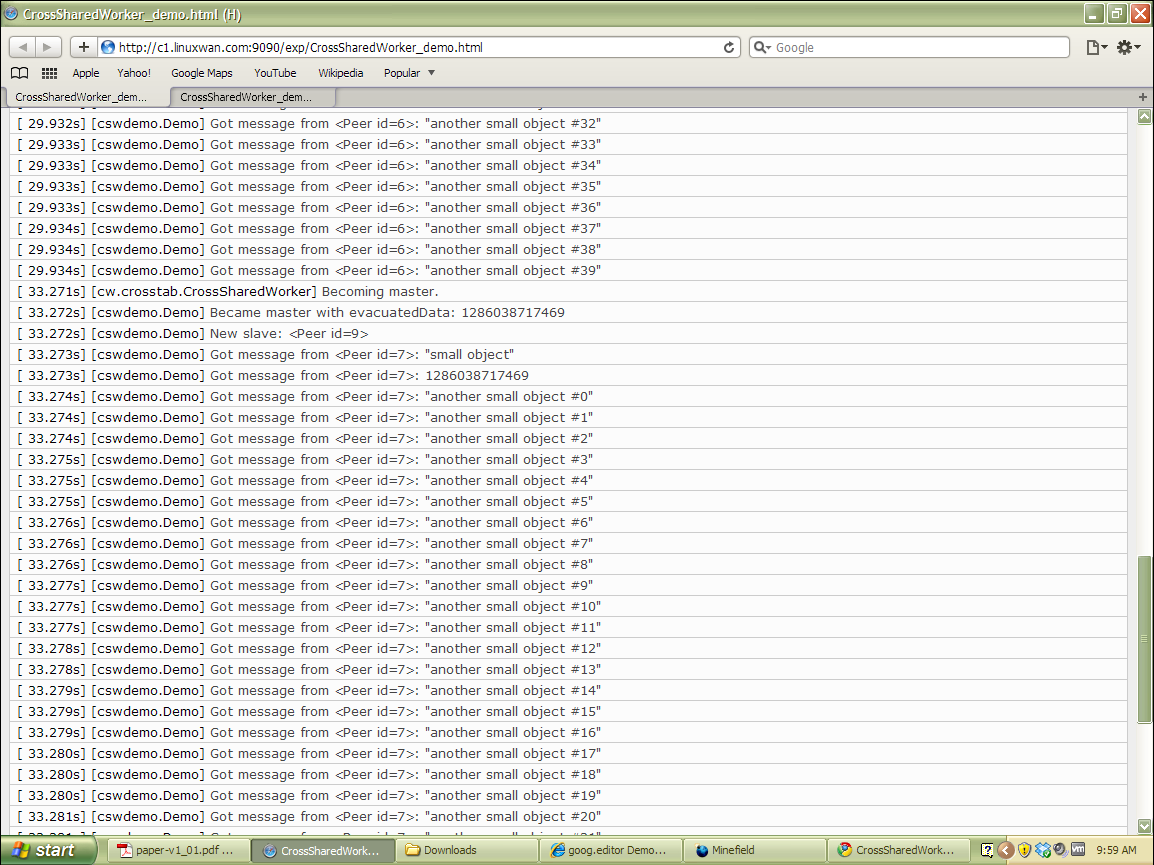 CrossSharedWorker_demo.html (H)
http://c1.linuxwan.com:9090/exp/CrossSharedWorker_demo.html
Google
Apple Yahoo! Google Maps YouTube Wikipedia Popular
CrossSharedWorker_dem... CrossSharedWorker_dem...
[ 29.932s] [cswdemo.Demo] Got message from <Peer id=6>: "another small object #32"
[ 29.933s] [cswdemo.Demo] Got message from <Peer id=6>: "another small object #33"
[ 29.933s] [cswdemo.Demo] Got message from <Peer id=6>: "another small object #34"
[ 29.933s] [cswdemo.Demo] Got message from <Peer id=6>: "another small object #35"
[ 29.933s] [cswdemo.Demo] Got message from <Peer id=6>: "another small object #36"
[ 29.934s] [cswdemo.Demo] Got message from <Peer id=6>: "another small object #37"
[ 29.934s] [cswdemo.Demo] Got message from <Peer id=6>: "another small object #38"
[ 29.934s] [cswdemo.Demo] Got message from <Peer id=6>: "another small object #39"
[ 33.271s] [cw.crosstab.CrossSharedWorker] Becoming master.
[ 33.272s] [cswdemo.Demo] Became master with evacuatedData: 1286038717469
[ 33.272s] [cswdemo.Demo] New slave: <Peer id=9>
[ 33.273s] [cswdemo.Demo] Got message from <Peer id=7>: "small object"
[ 33.273s] [cswdemo.Demo] Got message from <Peer id=7>: 1286038717469
[ 33.274s] [cswdemo.Demo] Got message from <Peer id=7>: "another small object #0"
[ 33.274s] [cswdemo.Demo] Got message from <Peer id=7>: "another small object #1"
[ 33.274s] [cswdemo.Demo] Got message from <Peer id=7>: "another small object #2"
[ 33.275s] [cswdemo.Demo] Got message from <Peer id=7>: "another small object #3"
[ 33.275s] [cswdemo.Demo] Got message from <Peer id=7>: "another small object #4"
[ 33.275s] [cswdemo.Demo] Got message from <Peer id=7>: "another small object #5"
[ 33.276s] [cswdemo.Demo] Got message from <Peer id=7>: "another small object #6"
[ 33.276s] [cswdemo.Demo] Got message from <Peer id=7>: "another small object #7"
[ 33.276s] [cswdemo.Demo] Got message from <Peer id=7>: "another small object #8"
[ 33.277s] [cswdemo.Demo] Got message from <Peer id=7>: "another small object #9"
[ 33.277s] [cswdemo.Demo] Got message from <Peer id=7>: "another small object #10"
[ 33.277s] [cswdemo.Demo] Got message from <Peer id=7>: "another small object #11"
[ 33.278s] [cswdemo.Demo] Got message from <Peer id=7>: "another small object #12"
[ 33.278s] [cswdemo.Demo] Got message from <Peer id=7>: "another small object #13"
[ 33.279s] [cswdemo.Demo] Got message from <Peer id=7>: "another small object #14"
[ 33.279s] [cswdemo.Demo] Got message from <Peer id=7>: "another small object #15"
[ 33.279s] [cswdemo.Demo] Got message from <Peer id=7>: "another small object #16"
[ 33.280s] [cswdemo.Demo] Got message from <Peer id=7>: "another small object #17"
[ 33.280s] [cswdemo.Demo] Got message from <Peer id=7>: "another small object #18"
[ 33.280s] [cswdemo.Demo] Got message from <Peer id=7>: "another small object #19"
[ 33.281s] [cswdemo.Demo] Got message from <Peer id=7>: "another small object #20"
start paper-v1_01.pdf ... CrossSharedWork... Downloads goog.editor Demo... Minefield CrossSharedWork... vm 9:59 AM